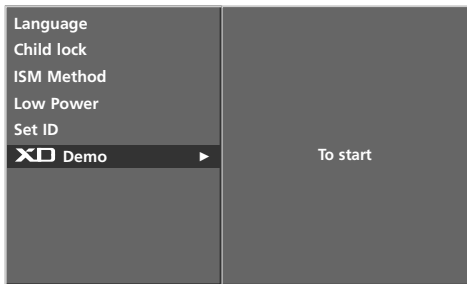 Language
Child lock
ISM Method
Low Power
Set ID
XD Demo ►
To start